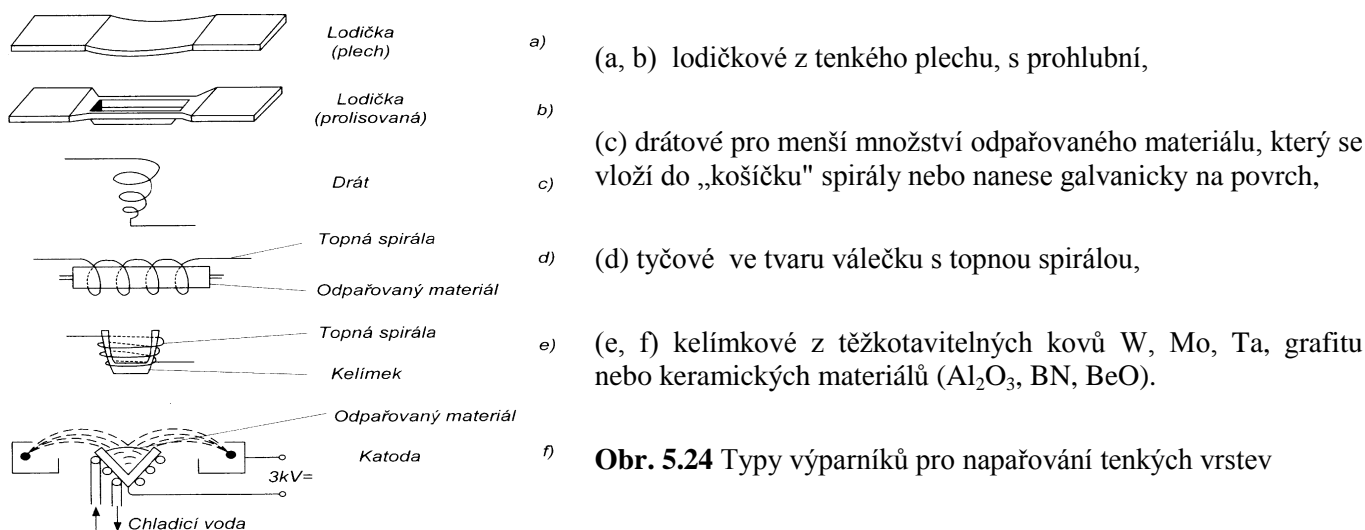 Lodička
(plech)
a)
Lodička
(prolisovaná)
b)
Drát
c)
Topná spirála
d)
Odpařovaný materiál
Topná spirála
e)
Kelímek
Odpařovaný materiál
Katoda
f)
3kV=
Chladicí voda
(a, b) lodičkové z tenkého plechu, s prohlubní,
(c) drátové pro menší množství odpařovaného materiálu, který se
vloží do „košíčku" spirály nebo nanese galvanicky na povrch,
(d) tyčové ve tvaru válečku s topnou spirálou,
(e, f) kelímkové z těžkotavitelných kovů W, Mo, Ta, grafitu
nebo keramických materiálů (Al₂O₃, BN, BeO).
Obr. 5.24 Typy výparníků pro napařování tenkých vrstev